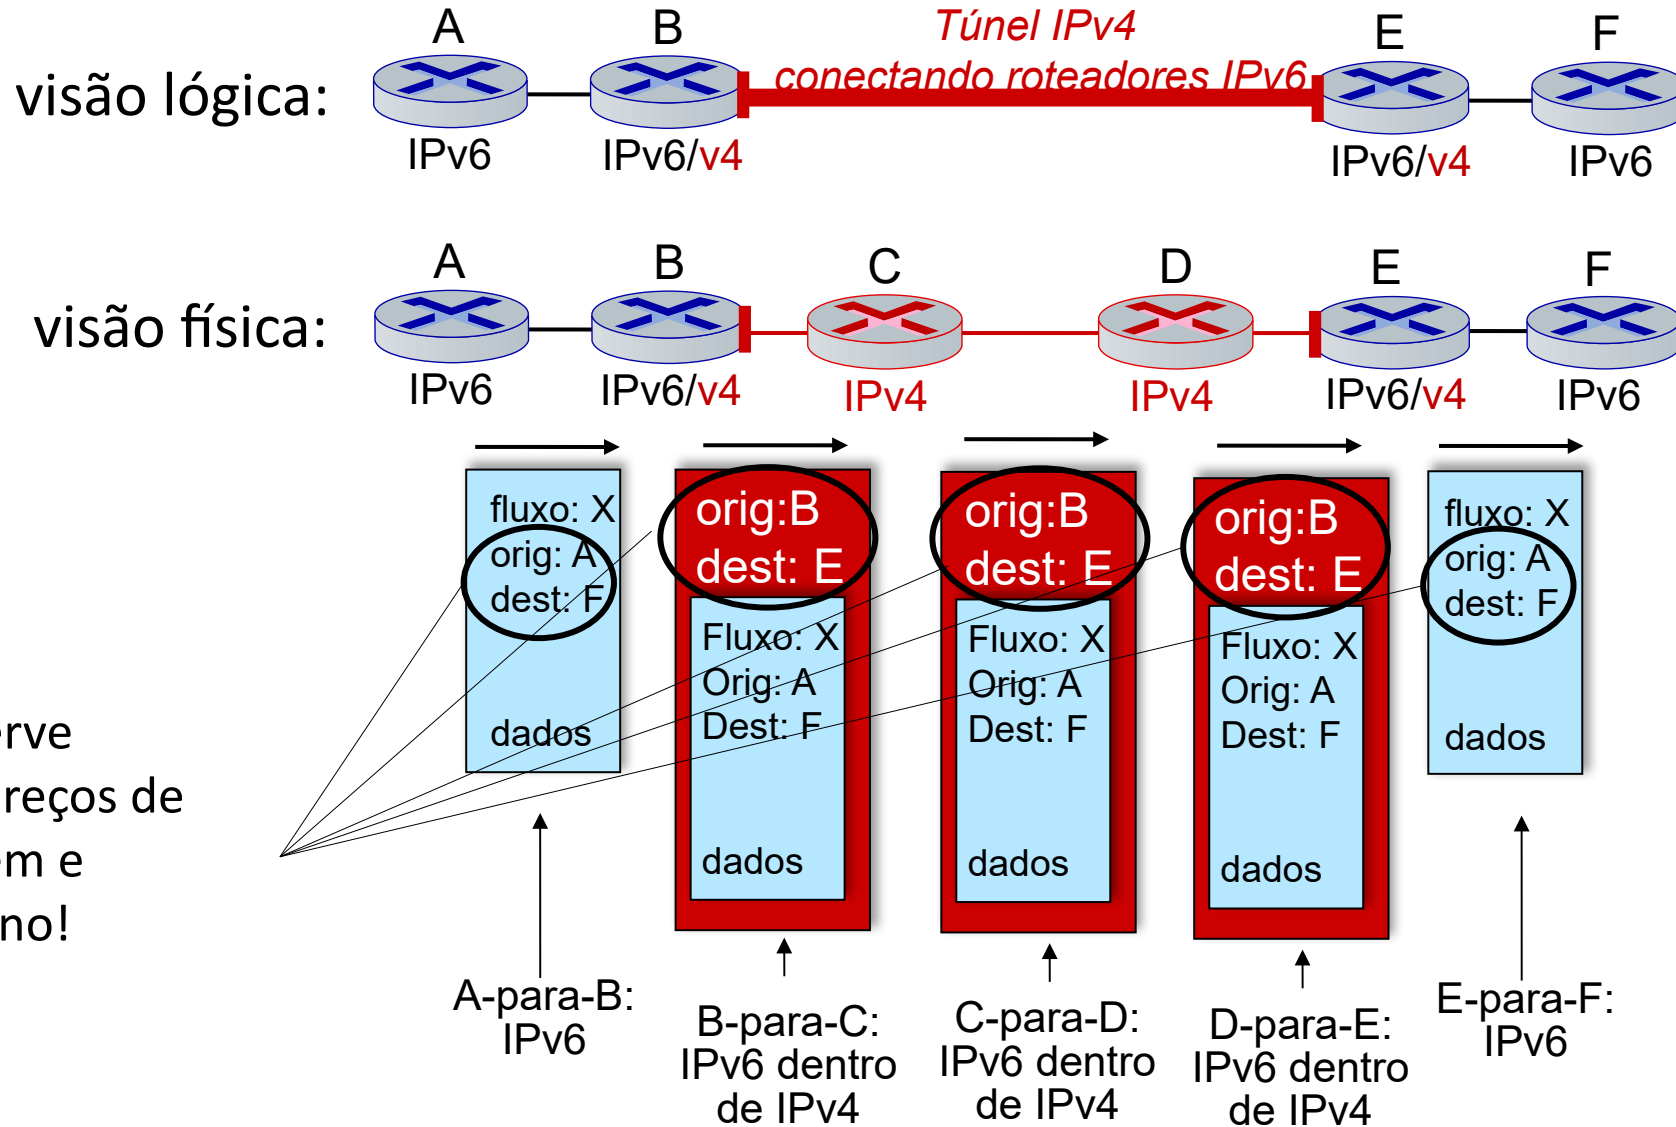 A
B
Túnel IPv4
conectando roteadores IPv6
E
F
visão lógica:
IPv6
IPv6/v4
IPv6/v4
IPv6
A
B
C
D
E
F
visão física:
IPv6
IPv6/v4
IPv4
IPv4
IPv6/v4
IPv6
fluxo: X
orig: A
dest: F
dados
orig:B
dest: E
Fluxo: X
Orig: A
Dest: F
dados
orig:B
dest: E
Fluxo: X
Orig: A
Dest: F
dados
orig:B
dest: E
Fluxo: X
Orig: A
Dest: F
dados
fluxo: X
orig: A
dest: F
dados
erve
reços de
em e
no!
A-para-B:
IPv6
B-para-C:
IPv6 dentro
de IPv4
C-para-D:
IPv6 dentro
de IPv4
D-para-E:
IPv6 dentro
de IPv4
E-para-F:
IPv6